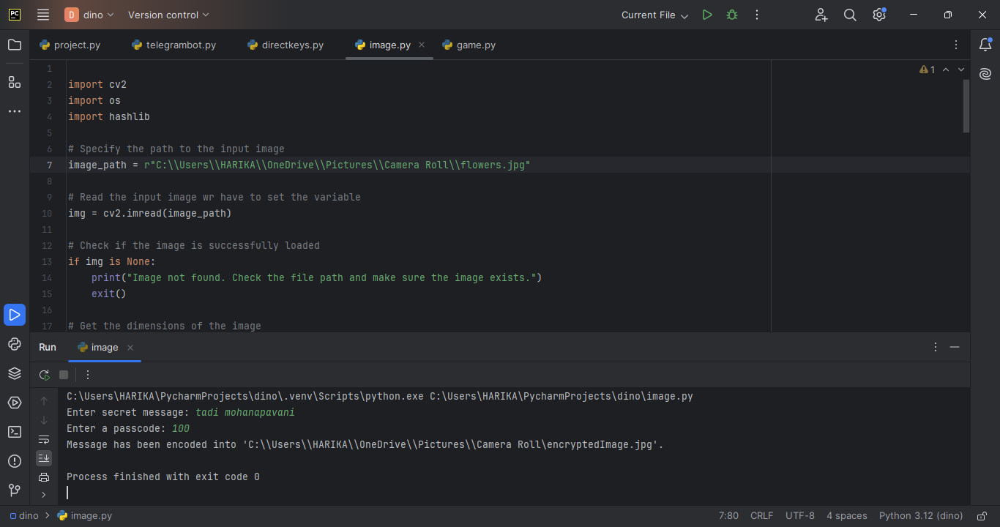 PC D dino Version control Current File
project.py telegrambot.py directkeys.py image.py game.py
1
2 import cv2
3 import os
4 import hashlib
5
6 # Specify the path to the input image
7 image_path = r"C:\\Users\\HARIKA\\OneDrive\\Pictures\\Camera Roll\\flowers.jpg"
8
9 # Read the input image wr have to set the variable
10 img = cv2.imread(image_path)
11
12 # Check if the image is successfully loaded
13 if img is None:
14     print("Image not found. Check the file path and make sure the image exists.")
15     exit()
16
17 # Get the dimensions of the image
1
Run image
C:\Users\HARIKA\PycharmProjects\dino\.venv\Scripts\python.exe C:\Users\HARIKA\PycharmProjects\dino\image.py
Enter secret message: tadi mohanapavani
Enter a passcode: 100
Message has been encoded into 'C:\\Users\\HARIKA\\OneDrive\\Pictures\\Camera Roll\encryptedImage.jpg'.
Process finished with exit code 0
dino > image.py 7:80 CRLF UTF-8 4 spaces Python 3.12 (dino)